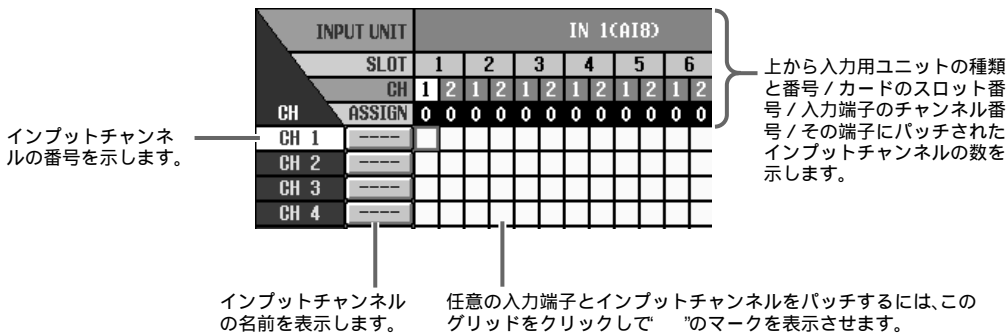 INPUT UNIT IN 1(AI8)
SLOT 1 2 3 4 5 6
CH 1 2 1 2 1 2 1 2 1 2 1 2
CH ASSIGN 0 0 0 0 0 0 0 0 0 0 0 0
CH 1 ----
CH 2 ----
CH 3 ----
CH 4 ----
インプットチャンネ
ルの番号を示します。
上から入力用ユニットの種類
と番号/カードのスロット番
号/入力端子のチャンネル番
号/その端子にパッチされた
インプットチャンネルの数を
示します。
インプットチャンネル
の名前を表示します。
任意の入力端子とインプットチャンネルをパッチするには、この
グリッドをクリックして“ ”のマークを表示させます。